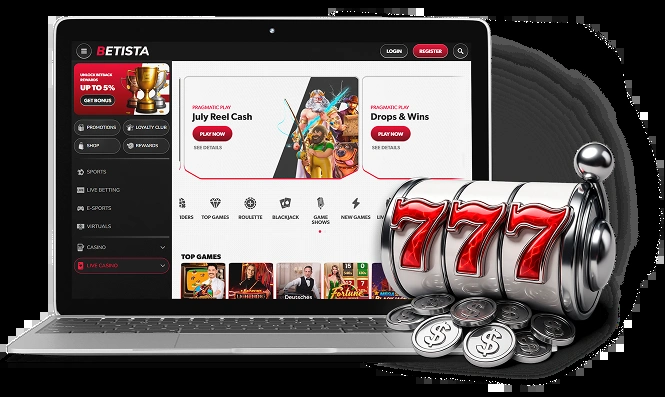 BETISTA
LOGIN
REGISTER
UNLOCK BETRACE
REWARDS
UP TO 5%
GET BONUS
PROMOTIONS
LOYALTY CLUB
SHOP
REWARDS
SPORTS
LIVE BETTING
E-SPORTS
VIRTUALS
CASINO
LIVE CASINO
PRAGMATIC PLAY
July Reel Cash
PLAY NOW
SEE DETAILS
PRAGMATIC PLAY
Drops & Wins
PLAY NOW
SEE DETAILS
IDERS
TOP GAMES
ROULETTE
BLACKJACK
GAME
SHOWS
NEW GAMES
TOP GAMES
Deutsches
Fortune
777
$
$